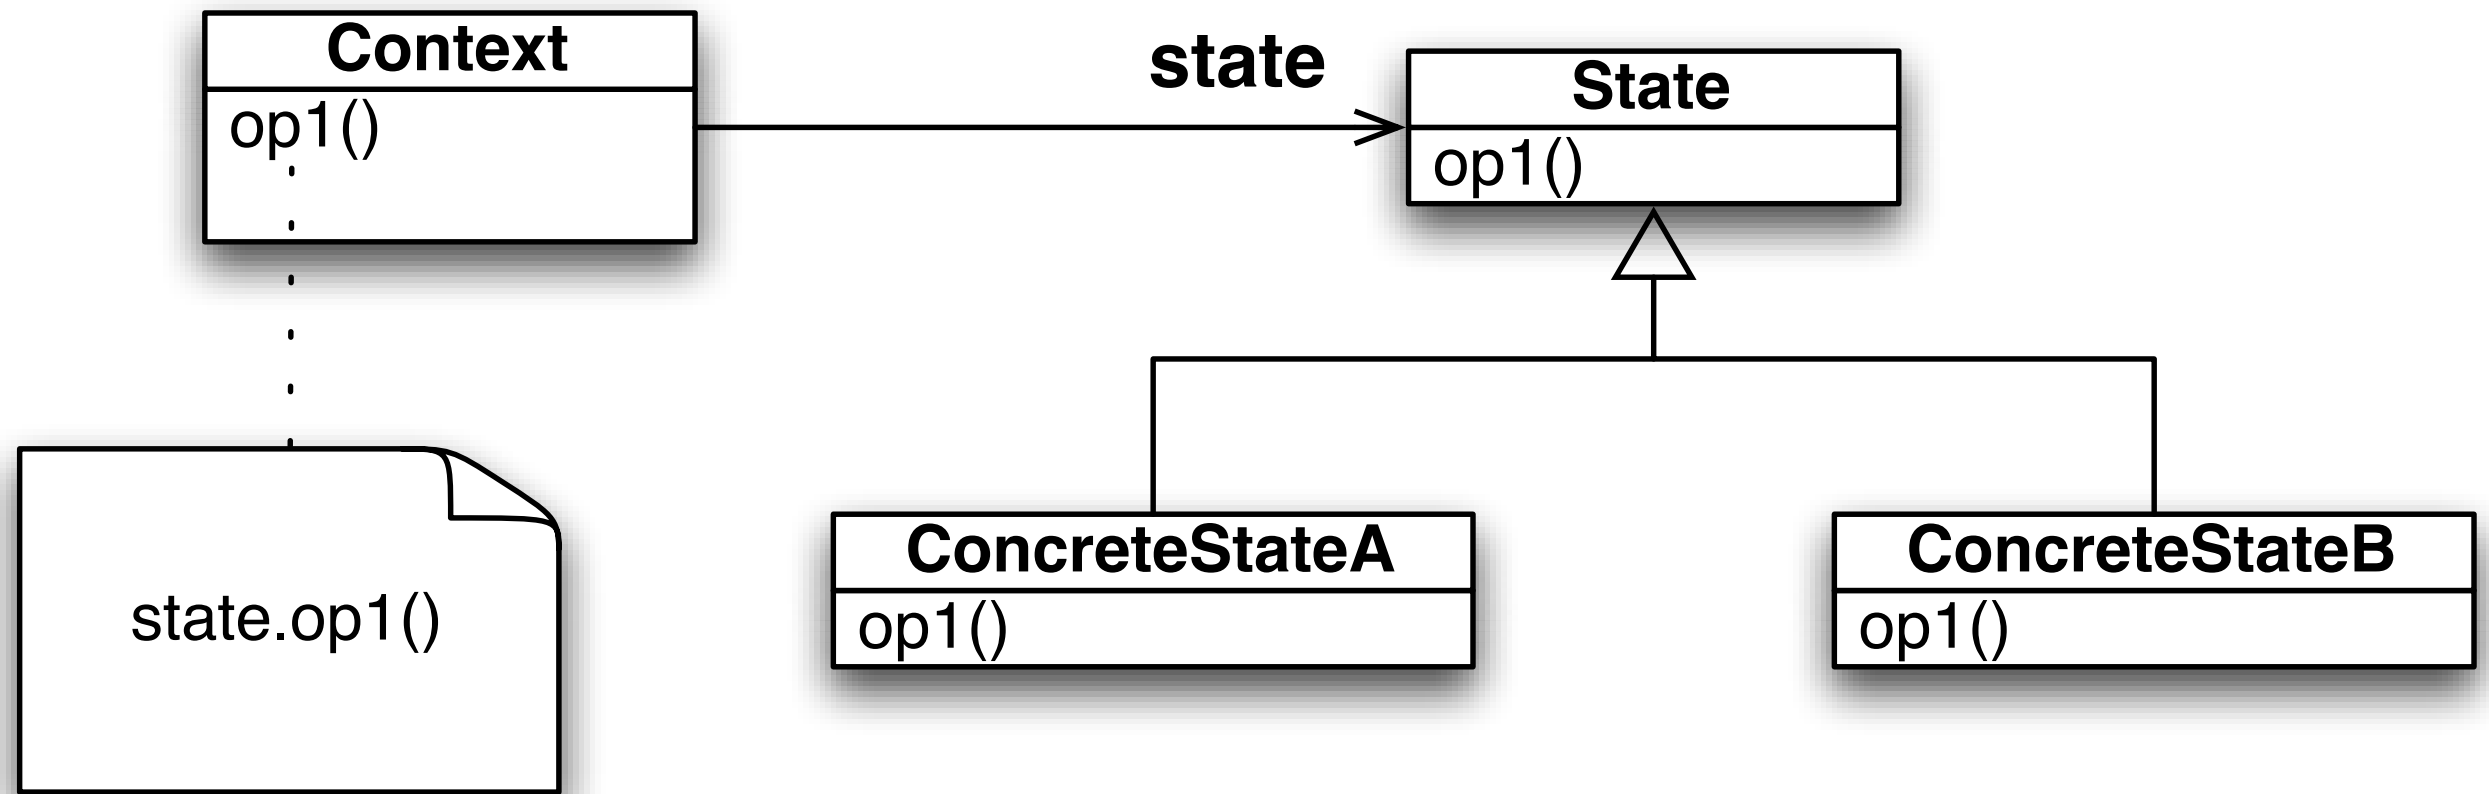 Context
op1()
state
State
op1()
state.op1()
ConcreteStateA
op1()
ConcreteStateB
op1()